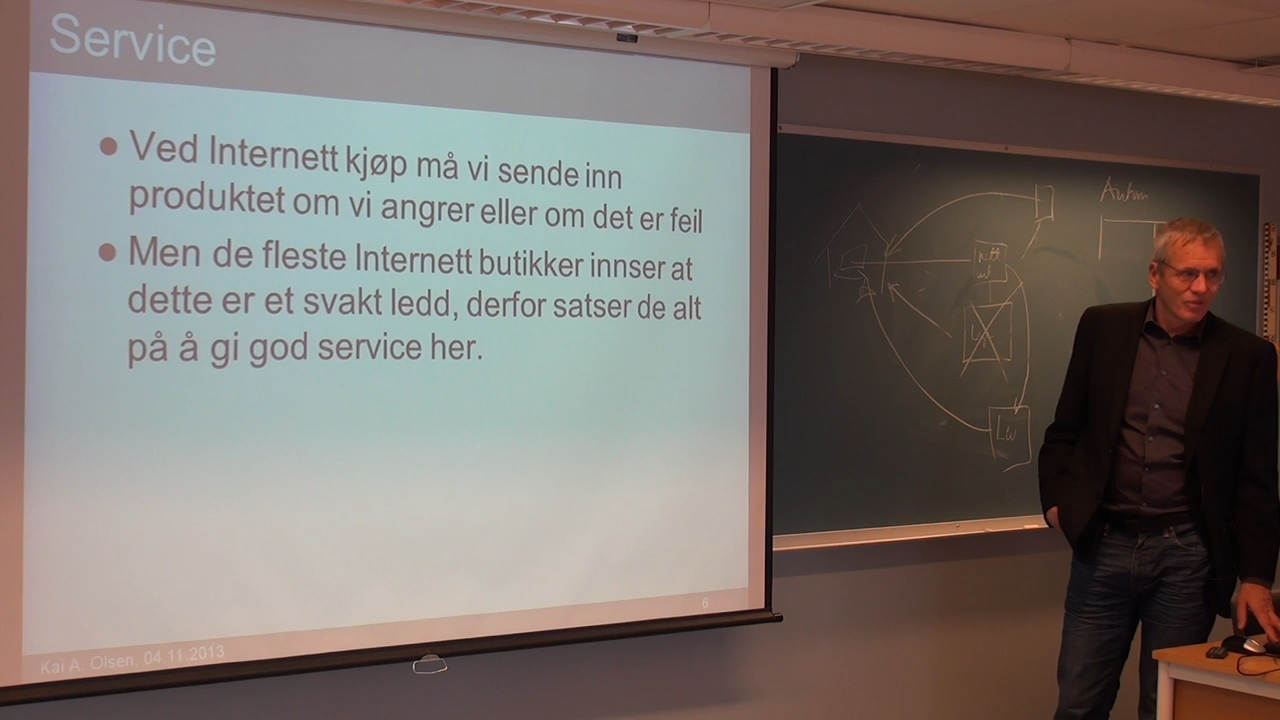 Service
● Ved Internett kjøp må vi sende inn
produktet om vi angrer eller om det er feil
● Men de fleste Internett butikker innser at
dette er et svakt ledd, derfor satser de alt
på å gi god service her.
6
Kai A. Olsen, 04.11.2013